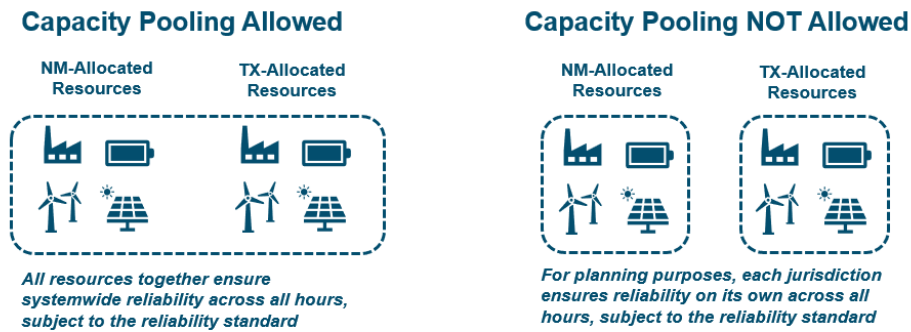 Capacity Pooling Allowed
NM-Allocated
Resources
TX-Allocated
Resources
All resources together ensure
systemwide reliability across all hours,
subject to the reliability standard
Capacity Pooling NOT Allowed
NM-Allocated
Resources
TX-Allocated
Resources
For planning purposes, each jurisdiction
ensures reliability on its own across all
hours, subject to the reliability standard